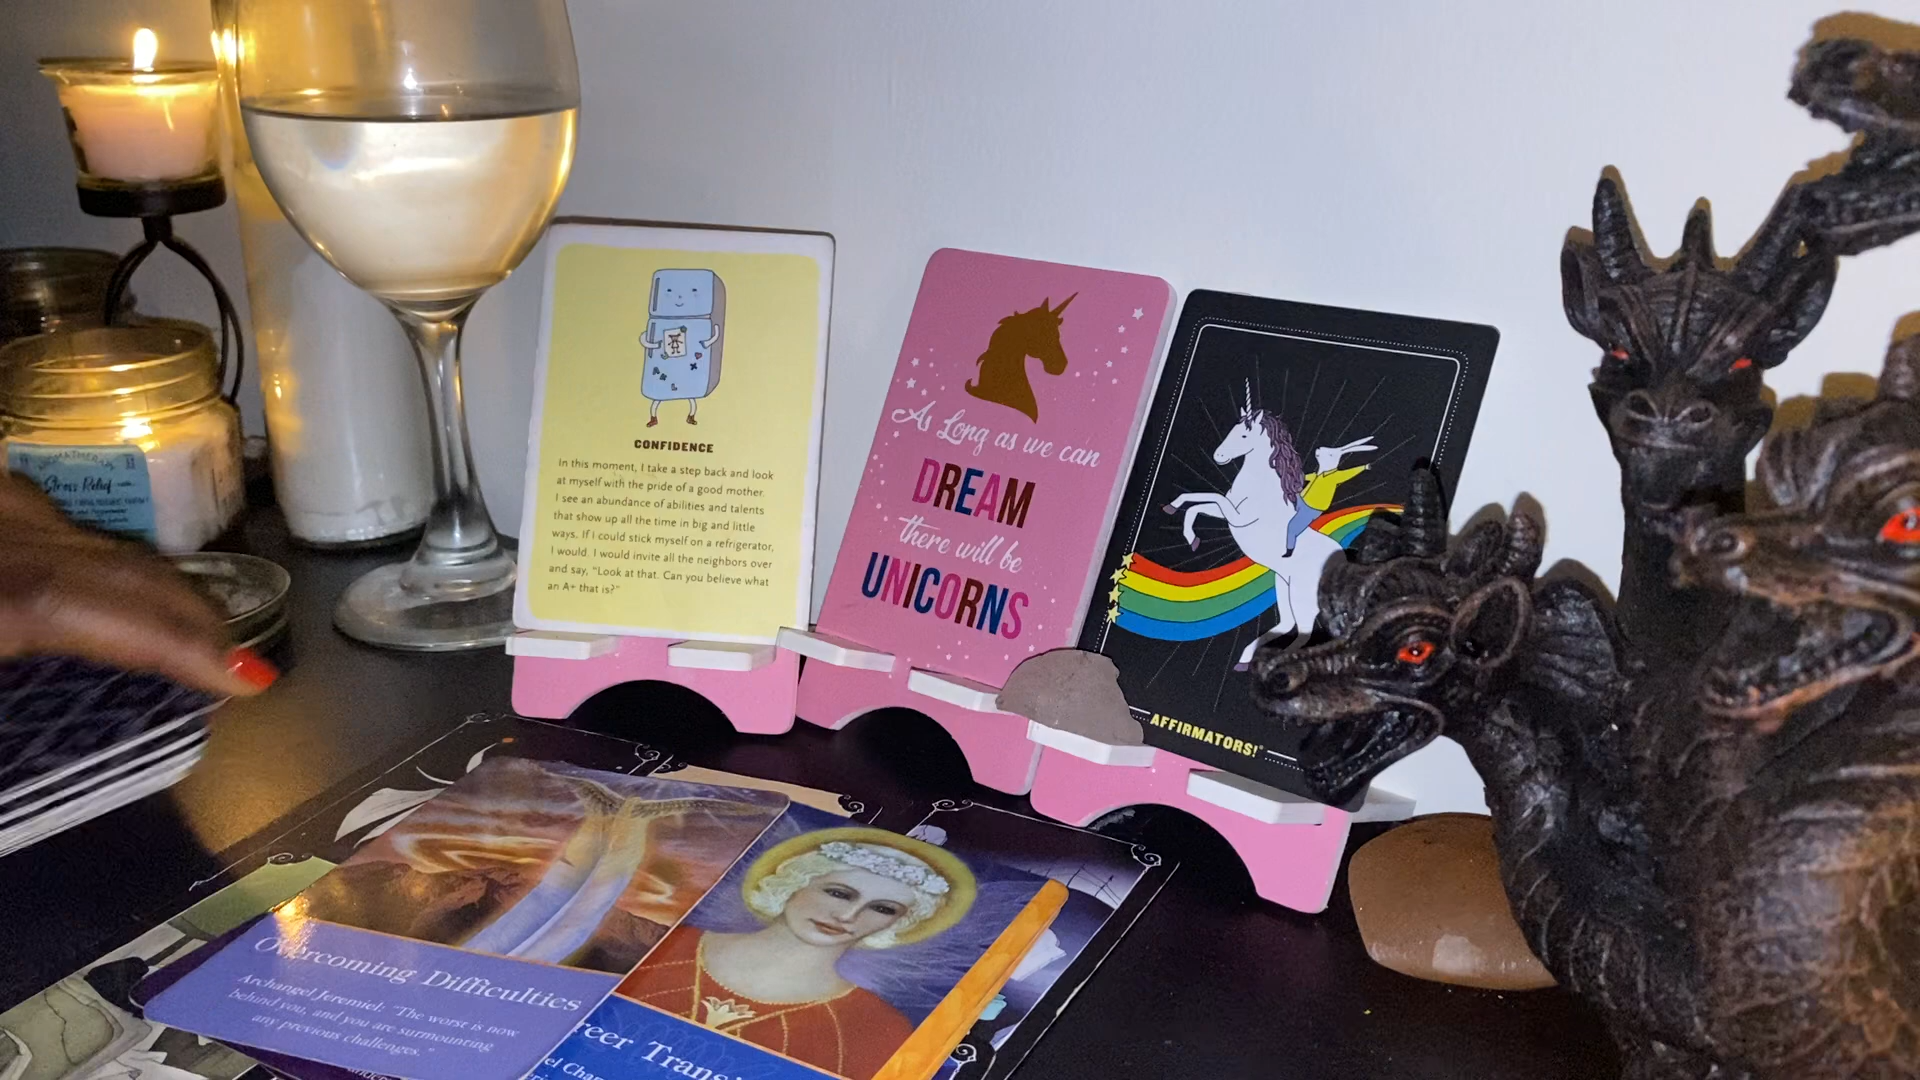 Stress Relief
CONFIDENCE
In this moment, I take a step back and look
at myself with the pride of a good mother.
I see an abundance of abilities and talents
that show up all the time in big and little
ways. If I could stick myself on a refrigerator,
I would. I would invite all the neighbors over
and say, "Look at that. Can you believe what
an A+ that is?"
As Long as we can
DREAM
there will be
UNICORNS
AFFIRMATORS!
Overcoming Difficulties
Archangel Jeremiel: "The worst is now
behind you, and you are surmounting
any previous challenges."